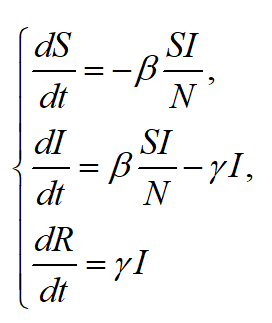 dS/dt = −β SI/N,
dI/dt = β SI/N − γI,
dR/dt = γI